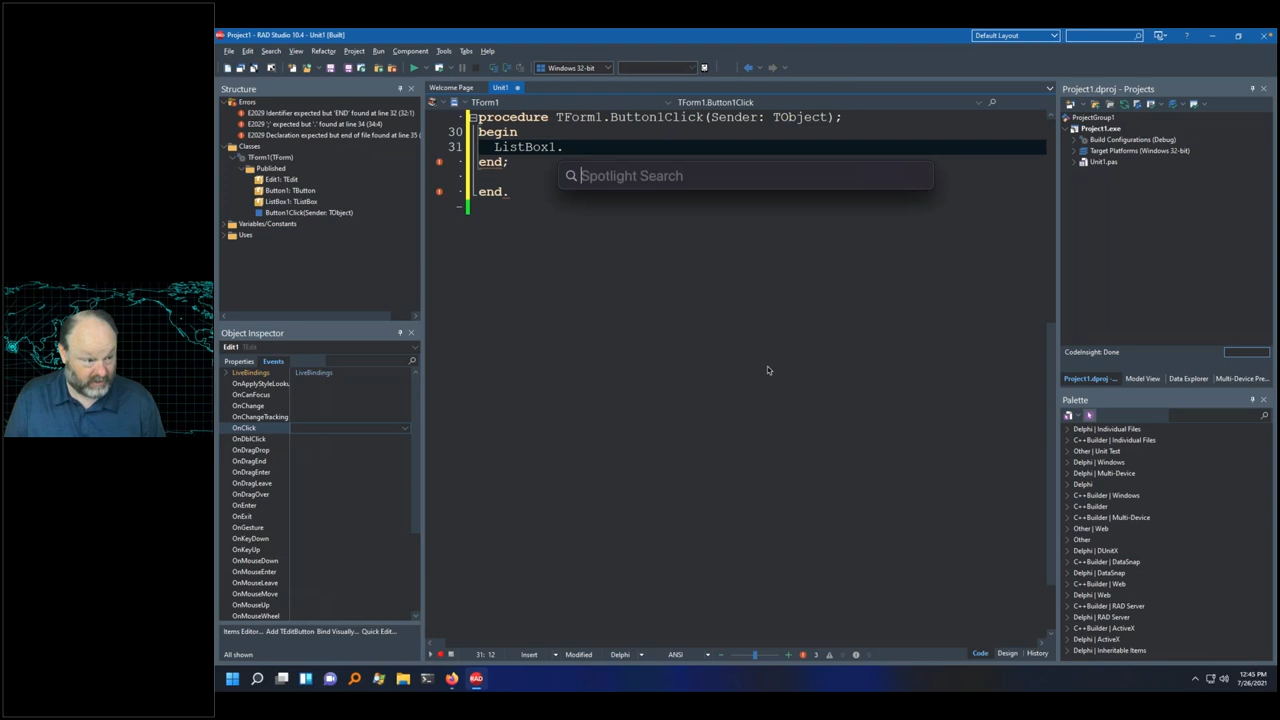 Project1 - RAD Studio 10.4 - Unit1 [Built]
Default Layout
File Edit Search View Refactor Project Run Component Tools Tabs Help
Windows 32-bit
Structure
Errors
E2029 Identifier expected but 'END' found at line 32 (32:1)
E2029 ';' expected but '.' found at line 34 (34:4)
E2029 Declaration expected but end of file found at line 35 (35
Classes
TForm1(TForm)
Published
Edit1: TEdit
Button1: TButton
ListBox1: TListBox
Button1Click(Sender: TObject)
Variables/Constants
Uses
Object Inspector
Edit1 TEdit
Properties Events
LiveBindings LiveBindings
OnApplyStyleLooku
OnCanFocus
OnChange
OnChangeTracking
OnClick
OnDblClick
OnDragDrop
OnDragEnd
OnDragEnter
OnDragLeave
OnDragOver
OnEnter
OnExit
OnGesture
OnKeyDown
OnKeyUp
OnMouseDown
OnMouseEnter
OnMouseLeave
OnMouseMove
OnMouseUp
OnMouseWheel
Items Editor... Add TEditButton Bind Visually... Quick Edit...
All shown
Welcome Page Unit1
TForm1 TForm1.Button1Click
procedure TForm1.Button1Click(Sender: TObject);
30 begin
31 ListBox1.
end;
Spotlight Search
end.
31: 12 Insert Modified Delphi ANSI 3
Code Design History
Project1.dproj - Projects
ProjectGroup1
Project1.exe
Build Configurations (Debug)
Target Platforms (Windows 32-bit)
Unit1.pas
CodeInsight: Done
Project1.dproj -... Model View Data Explorer Multi-Device Pre...
Palette
Delphi | Individual Files
C++Builder | Individual Files
Other | Unit Test
Delphi | Windows
Delphi | Multi-Device
Delphi
C++Builder | Windows
C++Builder
C++Builder | Multi-Device
Other | Web
Other
Delphi | DUnitX
C++Builder | DataSnap
Delphi | DataSnap
C++Builder | Web
Delphi | Web
C++Builder | RAD Server
Delphi | RAD Server
C++Builder | ActiveX
Delphi | ActiveX
Delphi | Inheritable Items
RAD
12:45 PM
7/26/2021